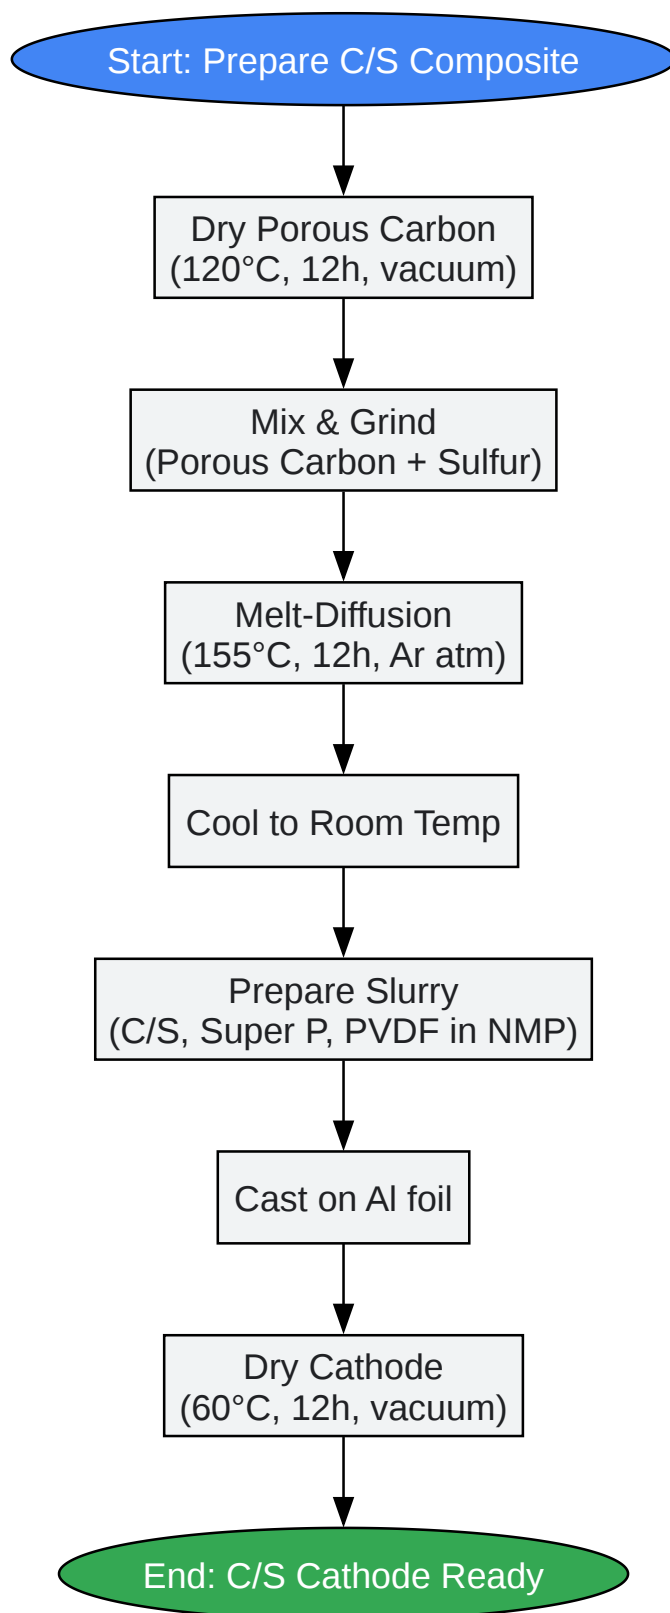 Start: Prepare C/S Composite
Dry Porous Carbon
(120°C, 12h, vacuum)
Mix & Grind
(Porous Carbon + Sulfur)
Melt-Diffusion
(155°C, 12h, Ar atm)
Cool to Room Temp
Prepare Slurry
(C/S, Super P, PVDF in NMP)
Cast on Al foil
Dry Cathode
(60°C, 12h, vacuum)
End: C/S Cathode Ready